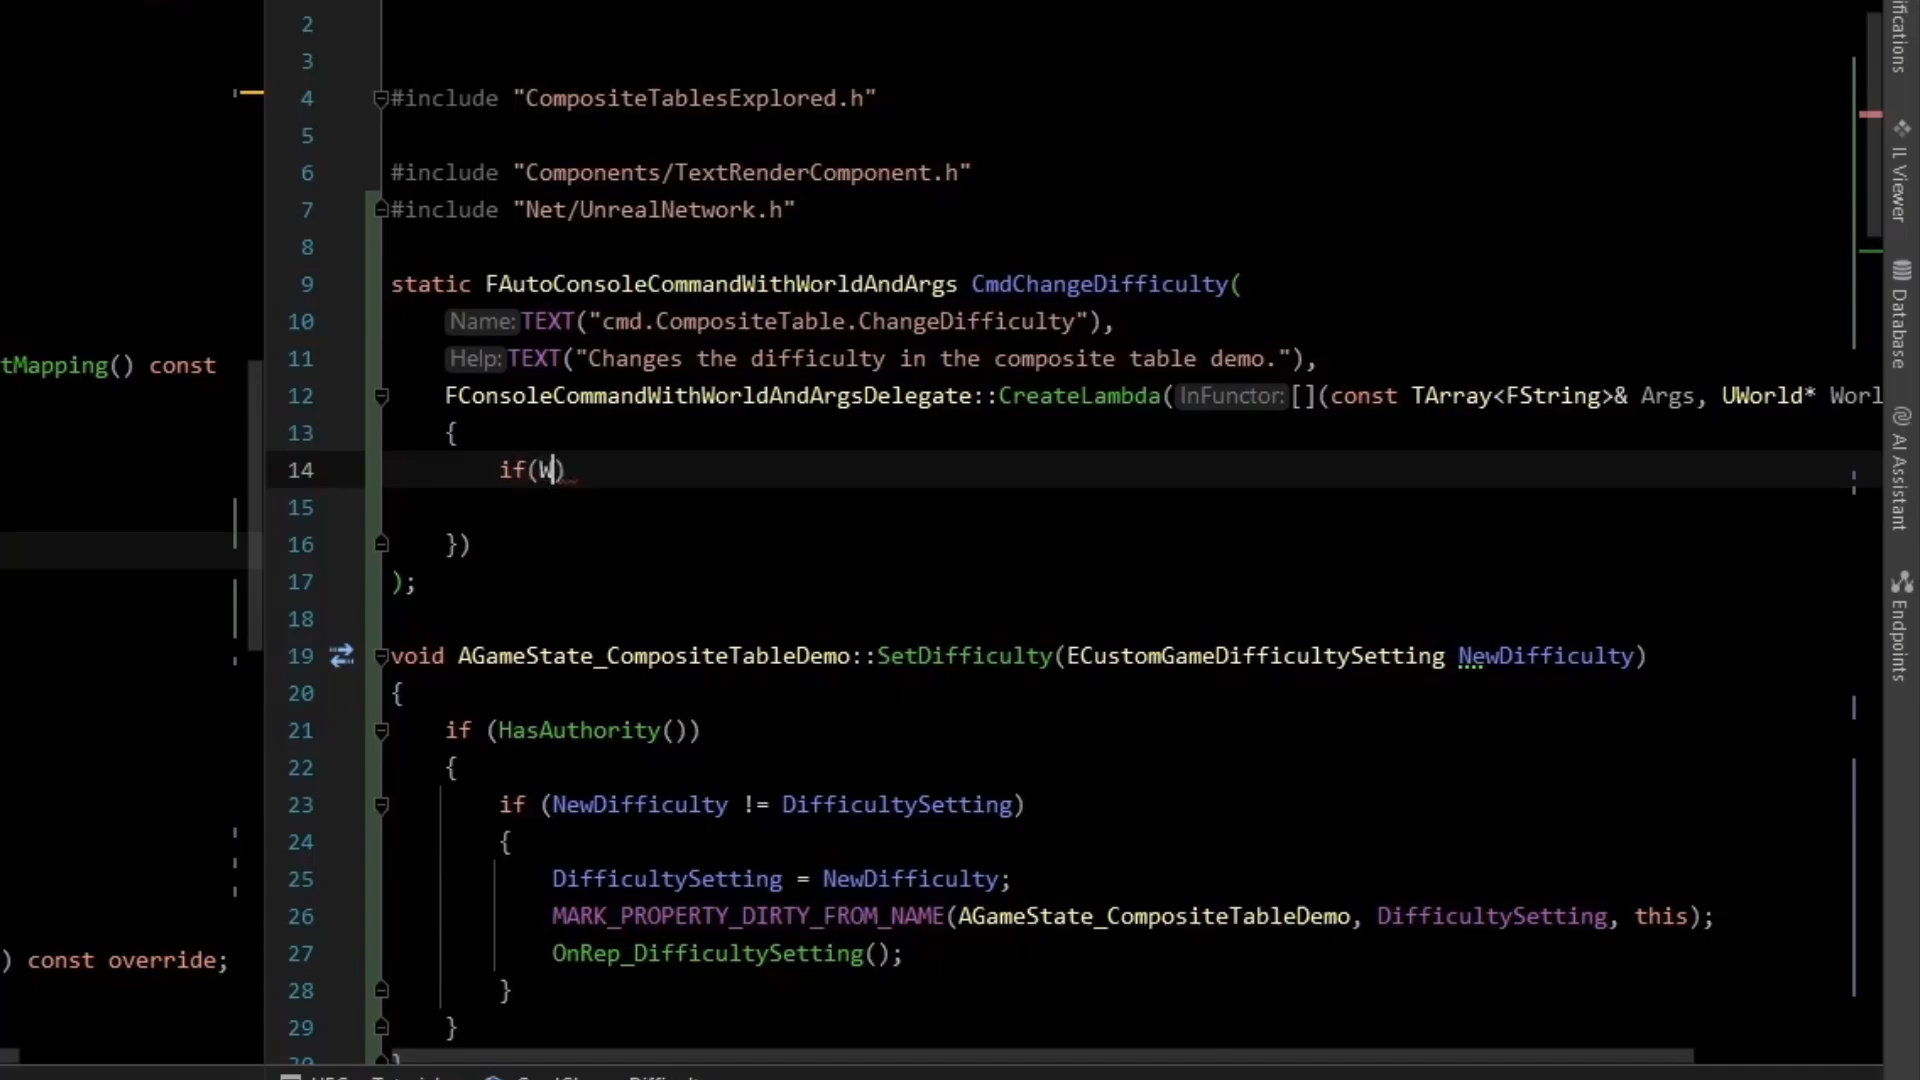 2
3
4 #include "CompositeTablesExplored.h"
5
6 #include "Components/TextRenderComponent.h"
7 #include "Net/UnrealNetwork.h"
8
9 static FAutoConsoleCommandWithWorldAndArgs CmdChangeDifficulty(
10 Name: TEXT("cmd.CompositeTable.ChangeDifficulty"),
11 Help: TEXT("Changes the difficulty in the composite table demo."),
tMapping() const
12 FConsoleCommandWithWorldAndArgsDelegate::CreateLambda( InFunctor: [](const TArray<FString>& Args, UWorld* Worl
13 {
14 if(W)
15
16 })
17 );
18
19 void AGameState_CompositeTableDemo::SetDifficulty(ECustomGameDifficultySetting NewDifficulty)
20 {
21 if (HasAuthority())
22 {
23 if (NewDifficulty != DifficultySetting)
24 {
25 DifficultySetting = NewDifficulty;
26 MARK_PROPERTY_DIRTY_FROM_NAME(AGameState_CompositeTableDemo, DifficultySetting, this);
27 OnRep_DifficultySetting();
) const override;
28 }
29 }
}
ifications
IL Viewer
Database
AI Assistant
Endpoints